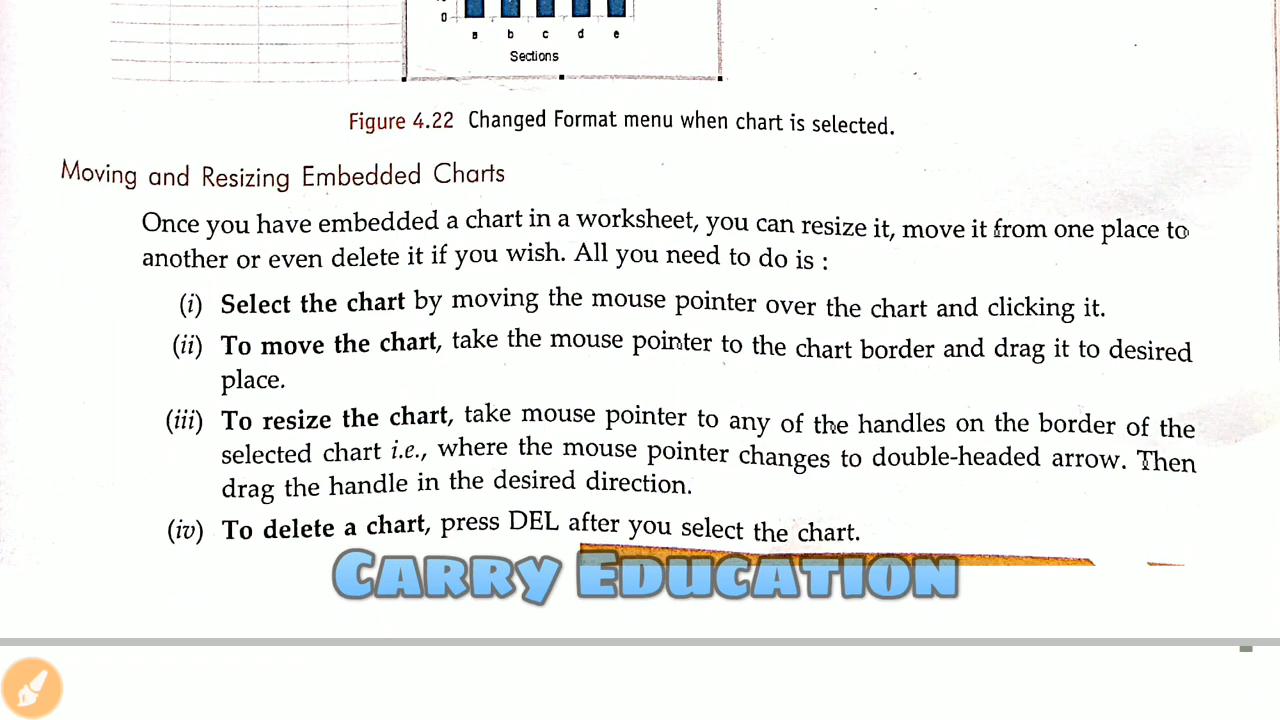 0
a b c d e
Sections
Figure 4.22 Changed Format menu when chart is selected.
Moving and Resizing Embedded Charts
Once you have embedded a chart in a worksheet, you can resize it, move it from one place to
another or even delete it if you wish. All you need to do is :
(i) Select the chart by moving the mouse pointer over the chart and clicking it.
(ii) To move the chart, take the mouse pointer to the chart border and drag it to desired
place.
(iii) To resize the chart, take mouse pointer to any of the handles on the border of the
selected chart i.e., where the mouse pointer changes to double-headed arrow. Then
drag the handle in the desired direction.
(iv) To delete a chart, press DEL after you select the chart.
CARRY EDUCATION